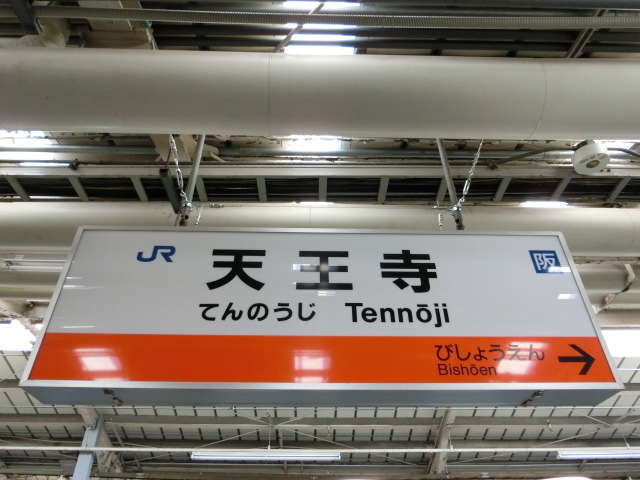 JR 天王寺 阪
てんのうじ Tennōji
びしょうえん
Bishōen